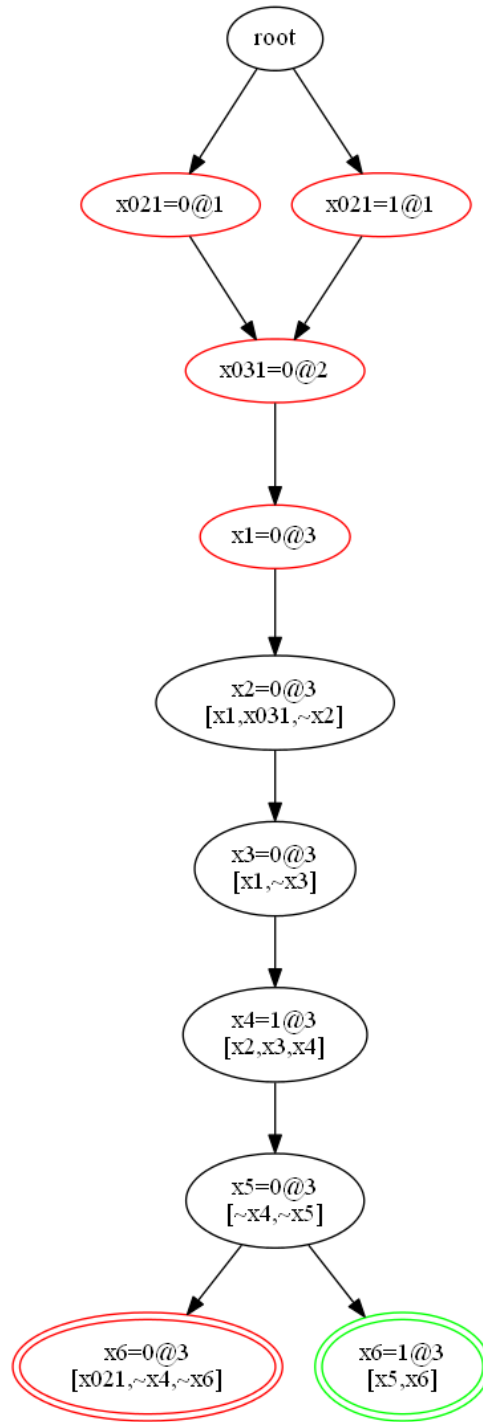 root
x021=0@1
x021=1@1
x031=0@2
x1=0@3
x2=0@3
[x1,x031,~x2]
x3=0@3
[x1,~x3]
x4=1@3
[x2,x3,x4]
x5=0@3
[~x4,~x5]
x6=0@3
[x021,~x4,~x6]
x6=1@3
[x5,x6]